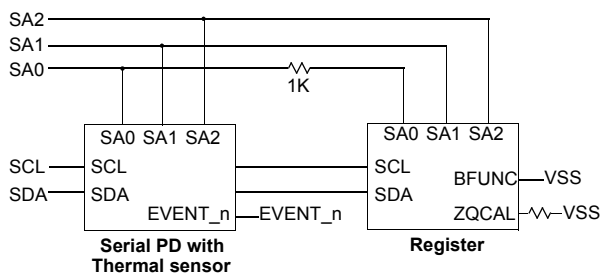 SA2
SA1
SA0
1K
SA0 SA1 SA2
SA0 SA1 SA2
SCL
SCL
SCL
SDA
SDA
SDA
BFUNC
VSS
EVENT_n
EVENT_n
ZQCAL
VSS
Serial PD with
Thermal sensor
Register